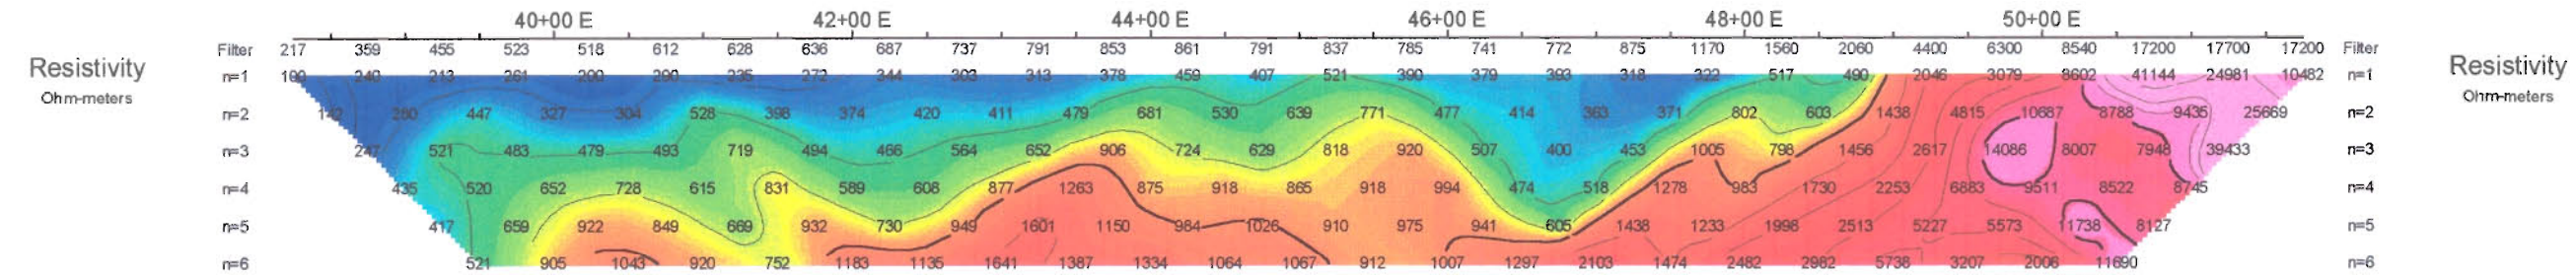 40+00 E 42+00 E 44+00 E 46+00 E 48+00 E 50+00 E
Filter 217 359 455 523 518 612 628 636 687 737 791 853 861 791 837 785 741 772 875 1170 1560 2060 4400 6300 8540 17200 17700 17200 Filter
Resistivity Resistivity
n=1 240 213 261 290 235 272 344 303 313 378 459 407 521 390 379 393 318 322 517 490 2046 3079 8602 41144 24981 10482 n=1
Ohm-meters Ohm-meters
n=2 142 280 447 327 304 528 398 374 420 411 479 681 530 639 771 477 414 363 371 802 603 1438 4815 10687 8788 9435 25669 n=2
n=3 247 521 483 479 493 719 494 466 564 652 906 724 629 818 920 507 400 453 1005 798 1456 2617 14086 8007 7948 39433 n=3
n=4 435 520 652 728 615 831 589 608 877 1263 875 918 865 918 994 474 518 1278 983 1730 2253 6883 9511 8522 8745 n=4
n=5 417 659 922 849 669 932 730 949 1601 1150 984 1026 910 975 941 605 1438 1233 1998 2513 5227 5573 11738 8127 n=5
n=6 521 905 1043 920 752 1183 1135 1641 1387 1334 1064 1067 912 1007 1297 2103 1474 2482 2982 5738 3207 2006 11690 n=6